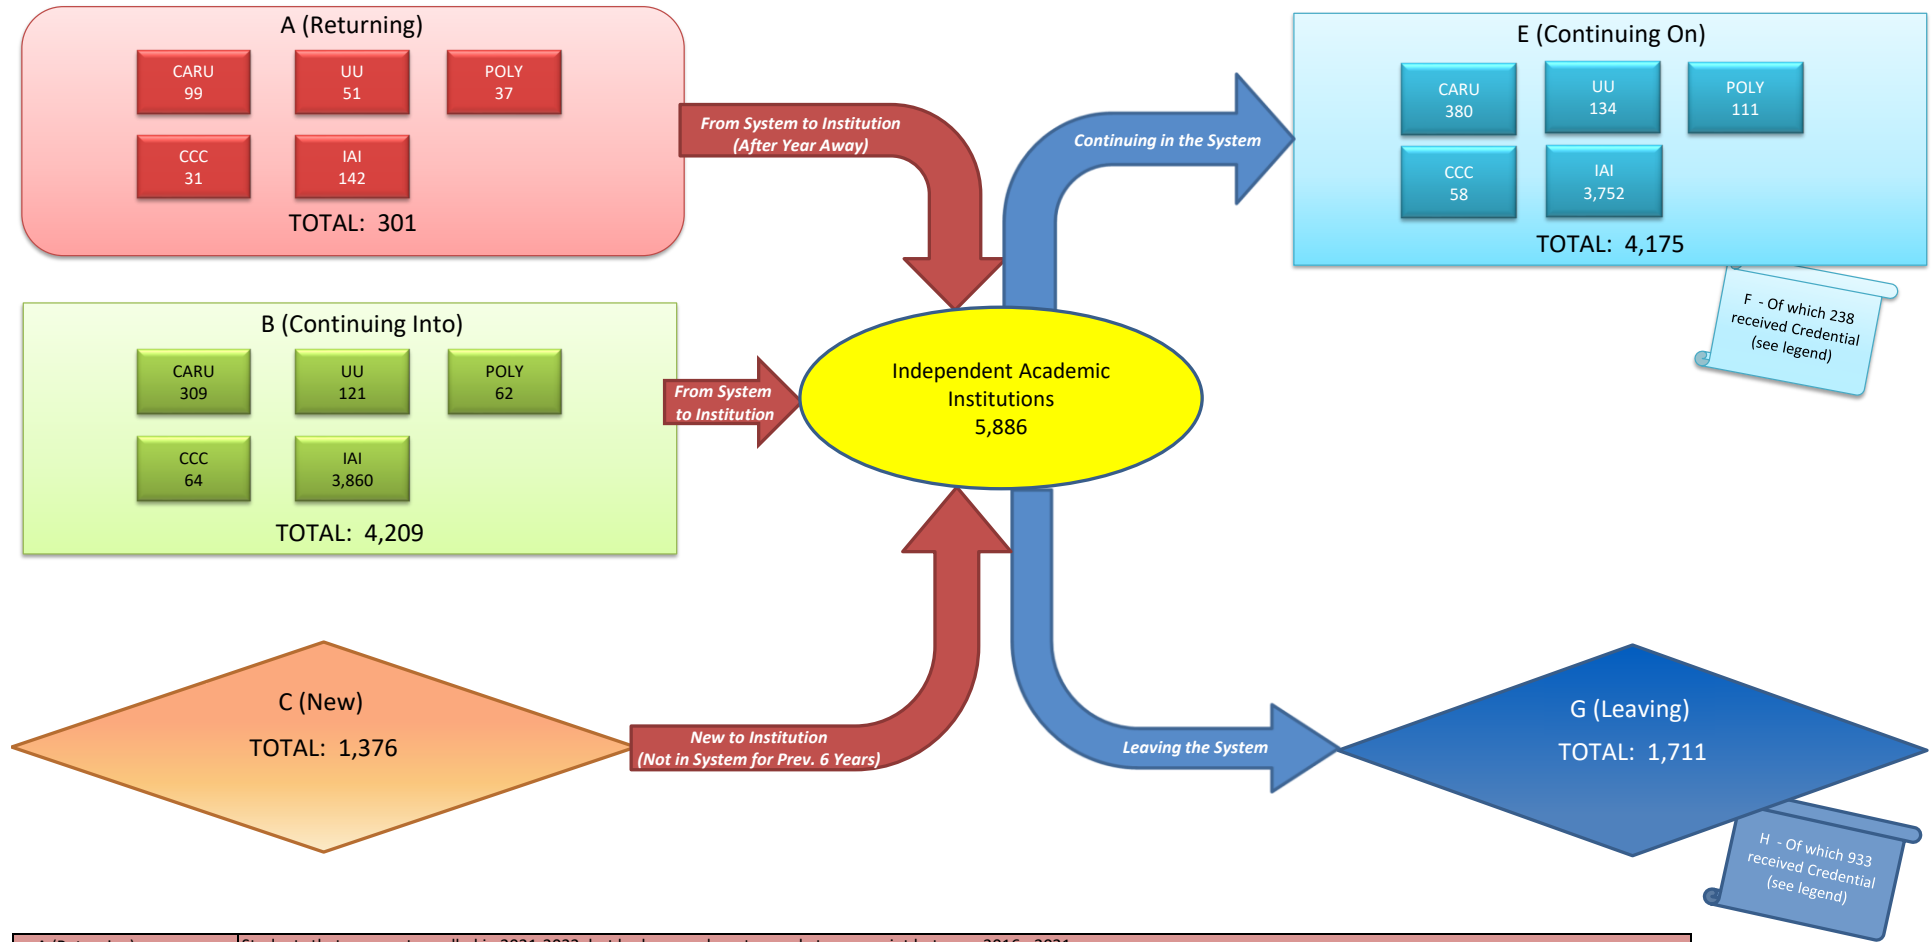 A (Returning)
CARU
99
UU
51
POLY
37
CCC
31
IAI
142
TOTAL: 301
From System to Institution
(After Year Away)
B (Continuing Into)
CARU
309
UU
121
POLY
62
CCC
64
IAI
3,860
TOTAL: 4,209
From System
to Institution
C (New)
TOTAL: 1,376
New to Institution
(Not in System for Prev. 6 Years)
Independent Academic
Institutions
5,886
Continuing in the System
E (Continuing On)
CARU
380
UU
134
POLY
111
CCC
58
IAI
3,752
TOTAL: 4,175
F - Of which 238
received Credential
(see legend)
Leaving the System
G (Leaving)
TOTAL: 1,711
H - Of which 933
received Credential
(see legend)